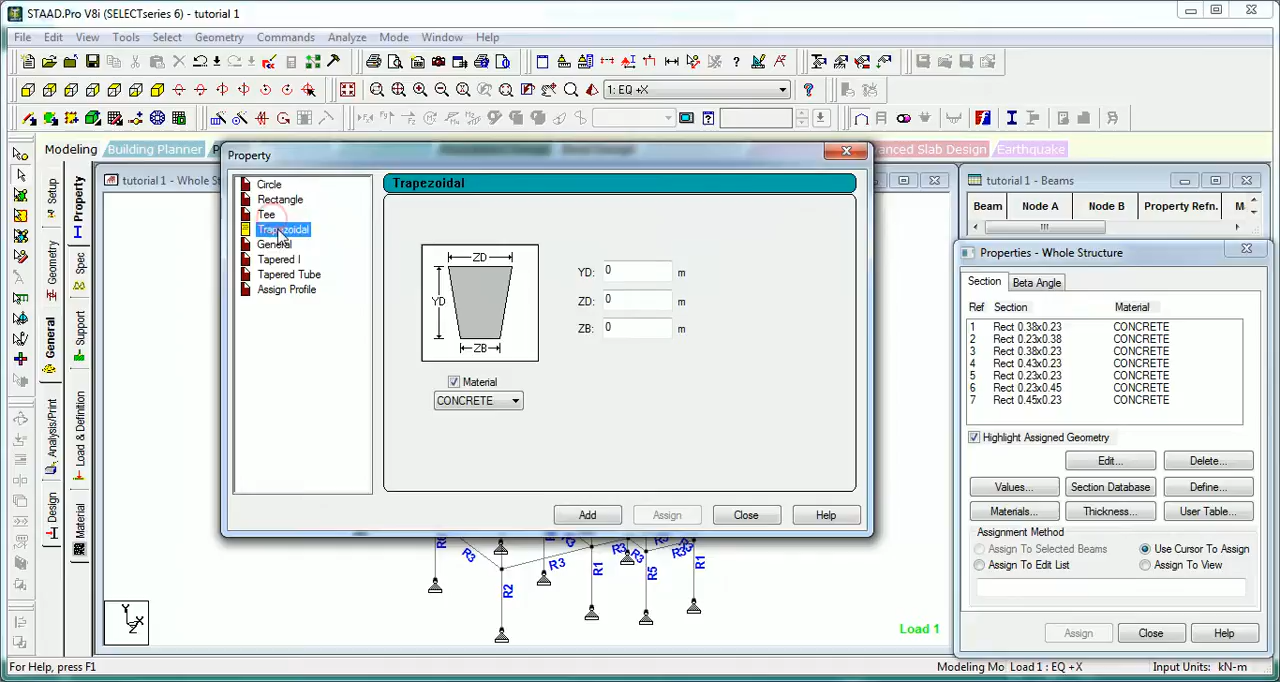 STAAD.Pro V8i (SELECTseries 6) - tutorial 1
File Edit View Tools Select Geometry Commands Analyze Mode Window Help
1: EQ +X
Modeling Building Planner
vanced Slab Design Earthquake
tutorial 1 - Whole St
tutorial 1 - Beams
Beam Node A Node B Property Refn. M
Setup
Geometry
General
Analysis/Print
Design
Property
Spec
Support
Load & Definition
Material
Property
Circle
Rectangle
Tee
Trapezoidal
General
Tapered I
Tapered Tube
Assign Profile
Trapezoidal
ZD
YD
ZB
YD: 0 m
ZD: 0 m
ZB: 0 m
Material
CONCRETE
Add Assign Close Help
Properties - Whole Structure
Section Beta Angle
Ref Section Material
1 Rect 0.38x0.23 CONCRETE
2 Rect 0.23x0.38 CONCRETE
3 Rect 0.38x0.23 CONCRETE
4 Rect 0.43x0.23 CONCRETE
5 Rect 0.23x0.23 CONCRETE
6 Rect 0.23x0.45 CONCRETE
7 Rect 0.45x0.23 CONCRETE
Highlight Assigned Geometry
Edit... Delete...
Values... Section Database Define...
Materials... Thickness... User Table...
Assignment Method
Assign To Selected Beams Use Cursor To Assign
Assign To Edit List Assign To View
Assign Close Help
R3 R3 R3 R3
R2 R1 R5 R1
Y
X
Z
Load 1
For Help, press F1
Modeling Mo Load 1 : EQ +X Input Units: kN-m